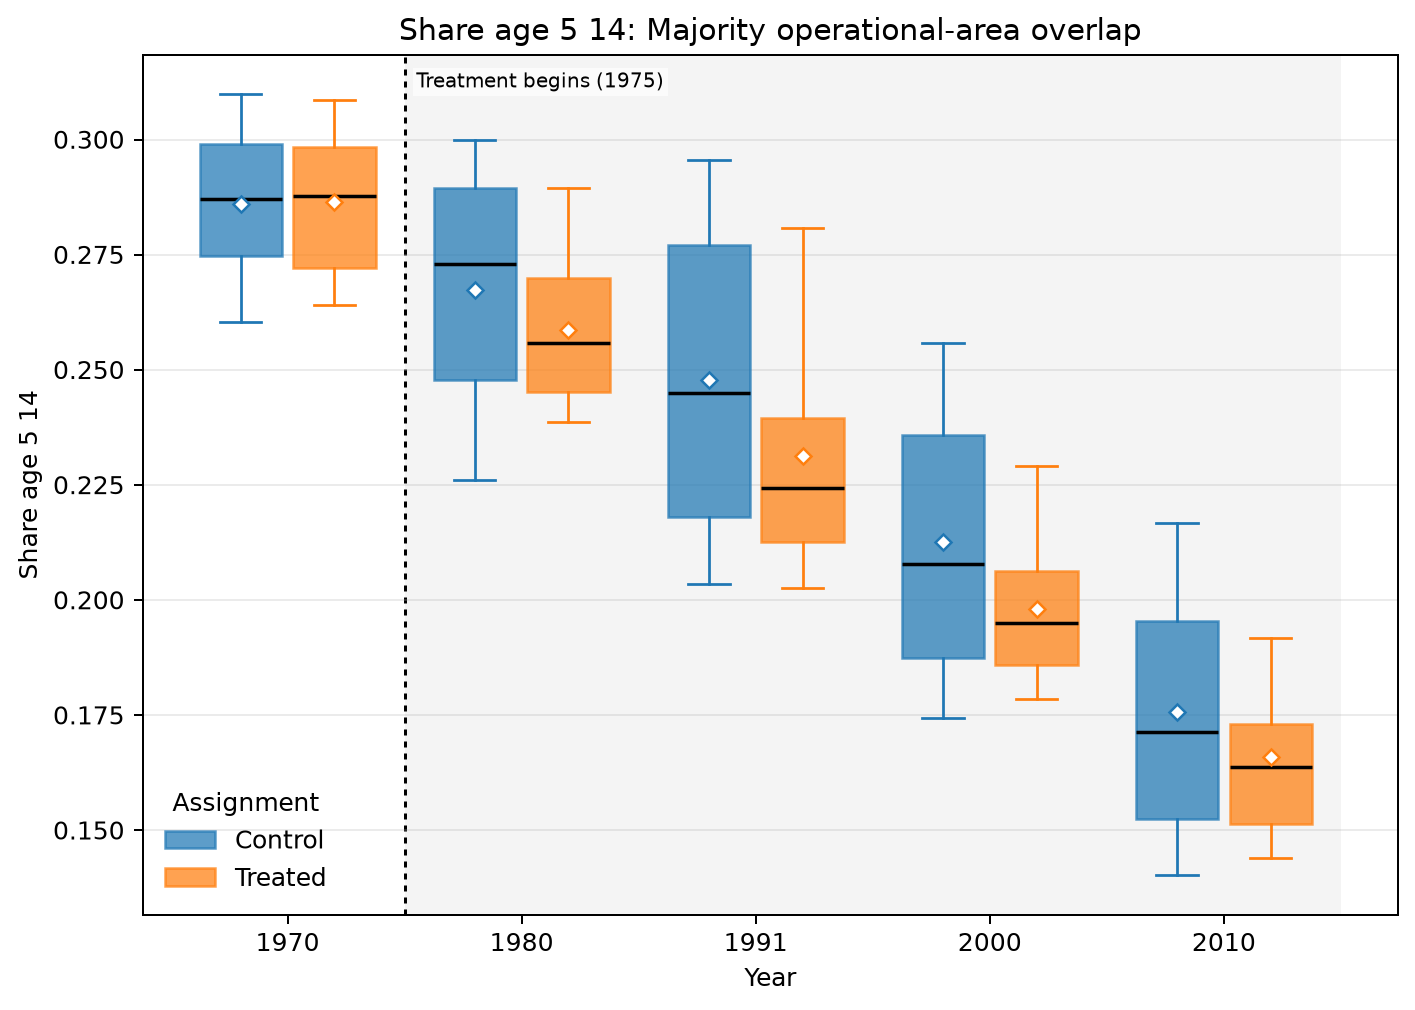 Share age 5 14: Majority operational-area overlap
Treatment begins (1975)
0.300
0.275
0.250
0.225
0.200
0.175
0.150
Share age 5 14
Assignment
Control
Treated
1970 1980 1991 2000 2010
Year